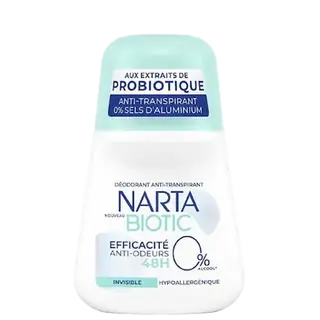 AUX EXTRAITS DE
PROBIOTIQUE
ANTI-TRANSPIRANT
0% SELS D'ALUMINIUM
DÉODORANT ANTI-TRANSPIRANT
NARTA
NOUVEAU
BIOTIC
EFFICACITÉ
ANTI-ODEURS
48H
0%
ALCOOL
INVISIBLE HYPOALLERGÉNIQUE